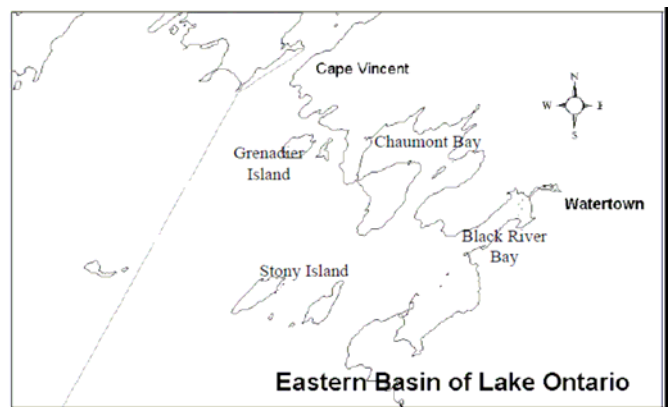 Cape Vincent
N
W
E
S
Chaumont Bay
Grenadier
Island
Watertown
Black River
Bay
Stony Island
Eastern Basin of Lake Ontario